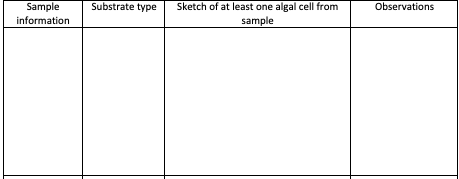 Sample information
Substrate type
Sketch of at least one algal cell from sample
Observations